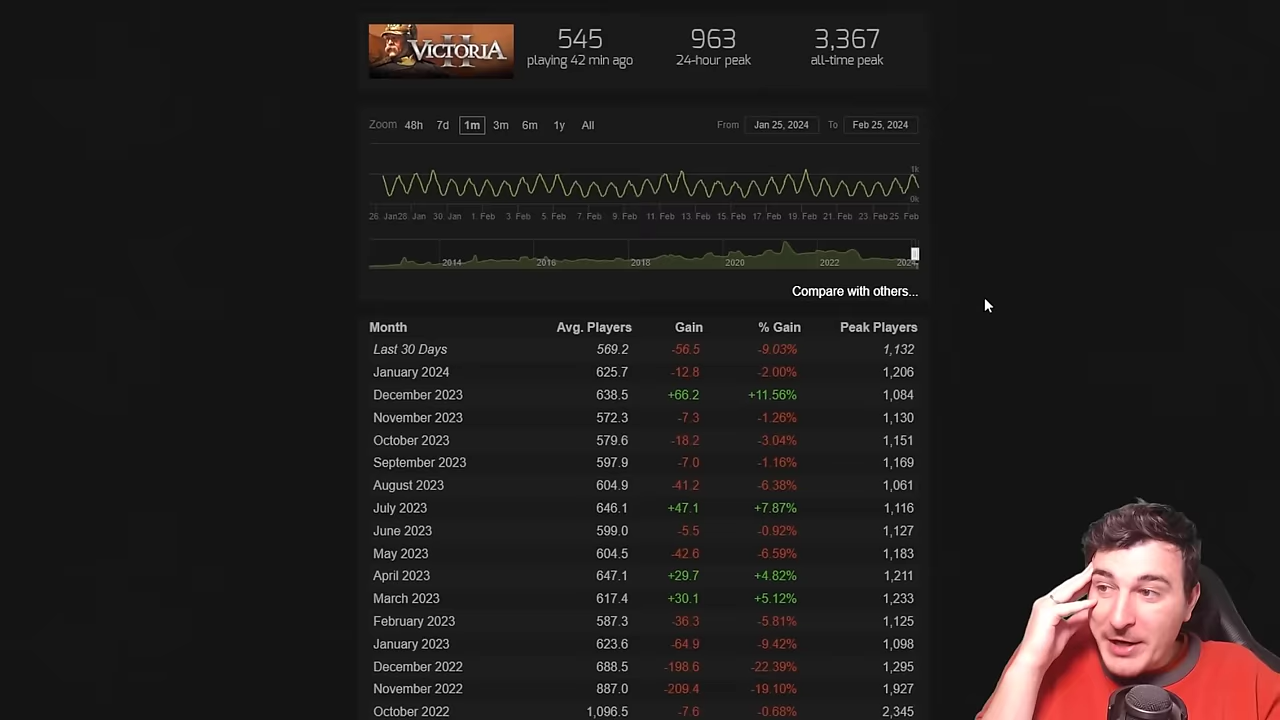 VICTORIA II
545 963 3,367
playing 42 min ago 24-hour peak all-time peak
Zoom 48h 7d 1m 3m 6m 1y All From Jan 25, 2024 To Feb 25, 2024
1k
0k
26. Jan 28. Jan 30. Jan 1. Feb 3. Feb 5. Feb 7. Feb 9. Feb 11. Feb 13. Feb 15. Feb 17. Feb 19. Feb 21. Feb 23. Feb 25. Feb
2014 2016 2018 2020 2022 2024
Compare with others...
Month Avg. Players Gain % Gain Peak Players
Last 30 Days 569.2 -56.5 -9.03% 1,132
January 2024 625.7 -12.8 -2.00% 1,206
December 2023 638.5 +66.2 +11.56% 1,084
November 2023 572.3 -7.3 -1.26% 1,130
October 2023 579.6 -18.2 -3.04% 1,151
September 2023 597.9 -7.0 -1.16% 1,169
August 2023 604.9 -41.2 -6.38% 1,061
July 2023 646.1 +47.1 +7.87% 1,116
June 2023 599.0 -5.5 -0.92% 1,127
May 2023 604.5 -42.6 -6.59% 1,183
April 2023 647.1 +29.7 +4.82% 1,211
March 2023 617.4 +30.1 +5.12% 1,233
February 2023 587.3 -36.3 -5.81% 1,125
January 2023 623.6 -64.9 -9.42% 1,098
December 2022 688.5 -198.6 -22.39% 1,295
November 2022 887.0 -209.4 -19.10% 1,927
October 2022 1,096.5 -7.6 -0.68% 2,345